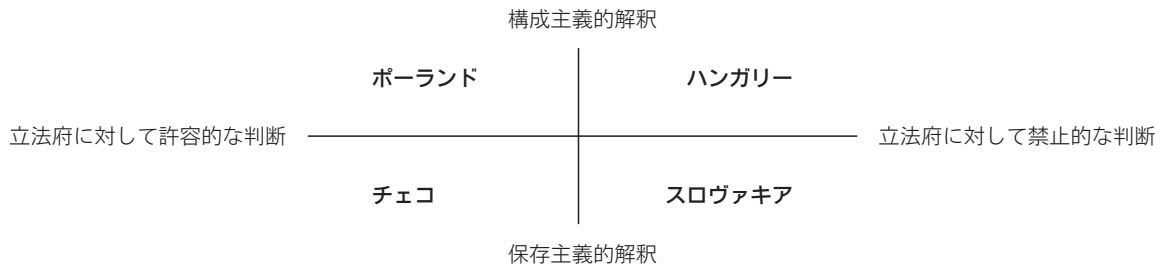 構成主義的解釈
ポーランド
ハンガリー
立法府に対して許容的な判断
立法府に対して禁止的な判断
チェコ
スロヴァキア
保存主義的解釈